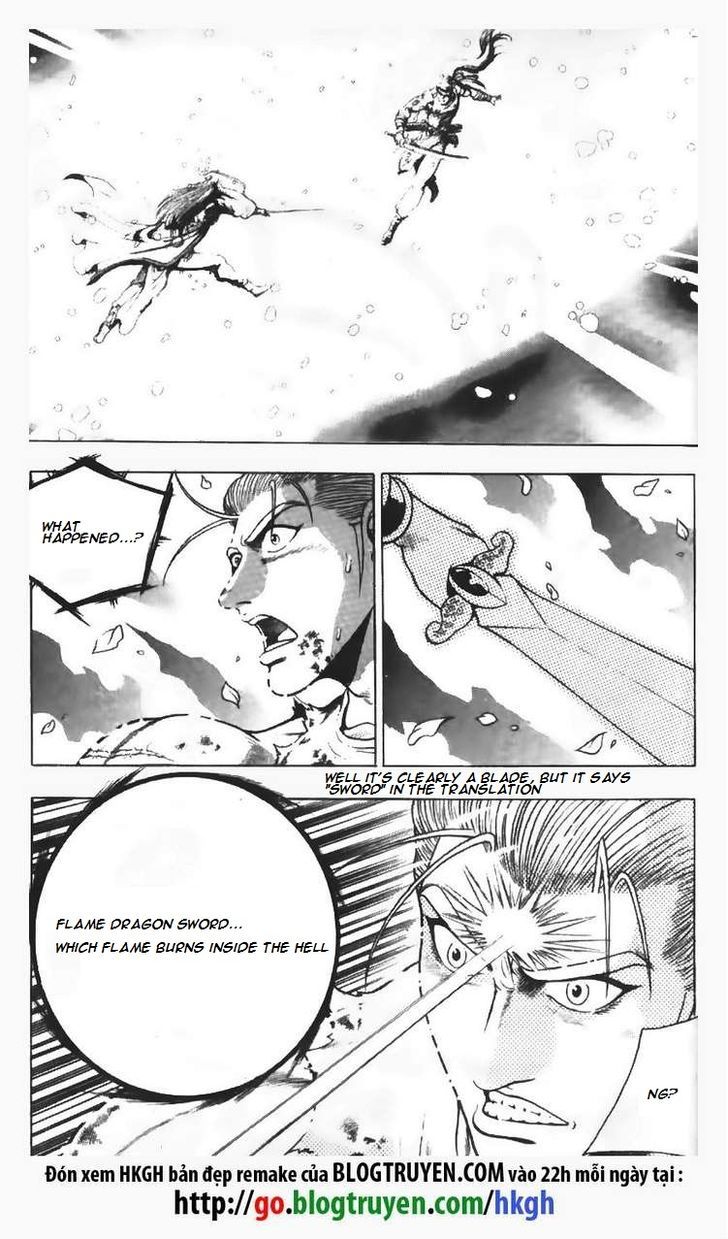 WHAT
HAPPENED...?
WELL IT'S CLEARLY A BLADE, BUT IT SAYS
"SWORD" IN THE TRANSLATION
FLAME DRAGON SWORD...
WHICH FLAME BURNS INSIDE THE HELL
NG?
Đón xem HKGH bản đẹp remake của BLOGTRUYEN.COM vào 22h mỗi ngày tại :
http://go.blogtruyen.com/hkgh